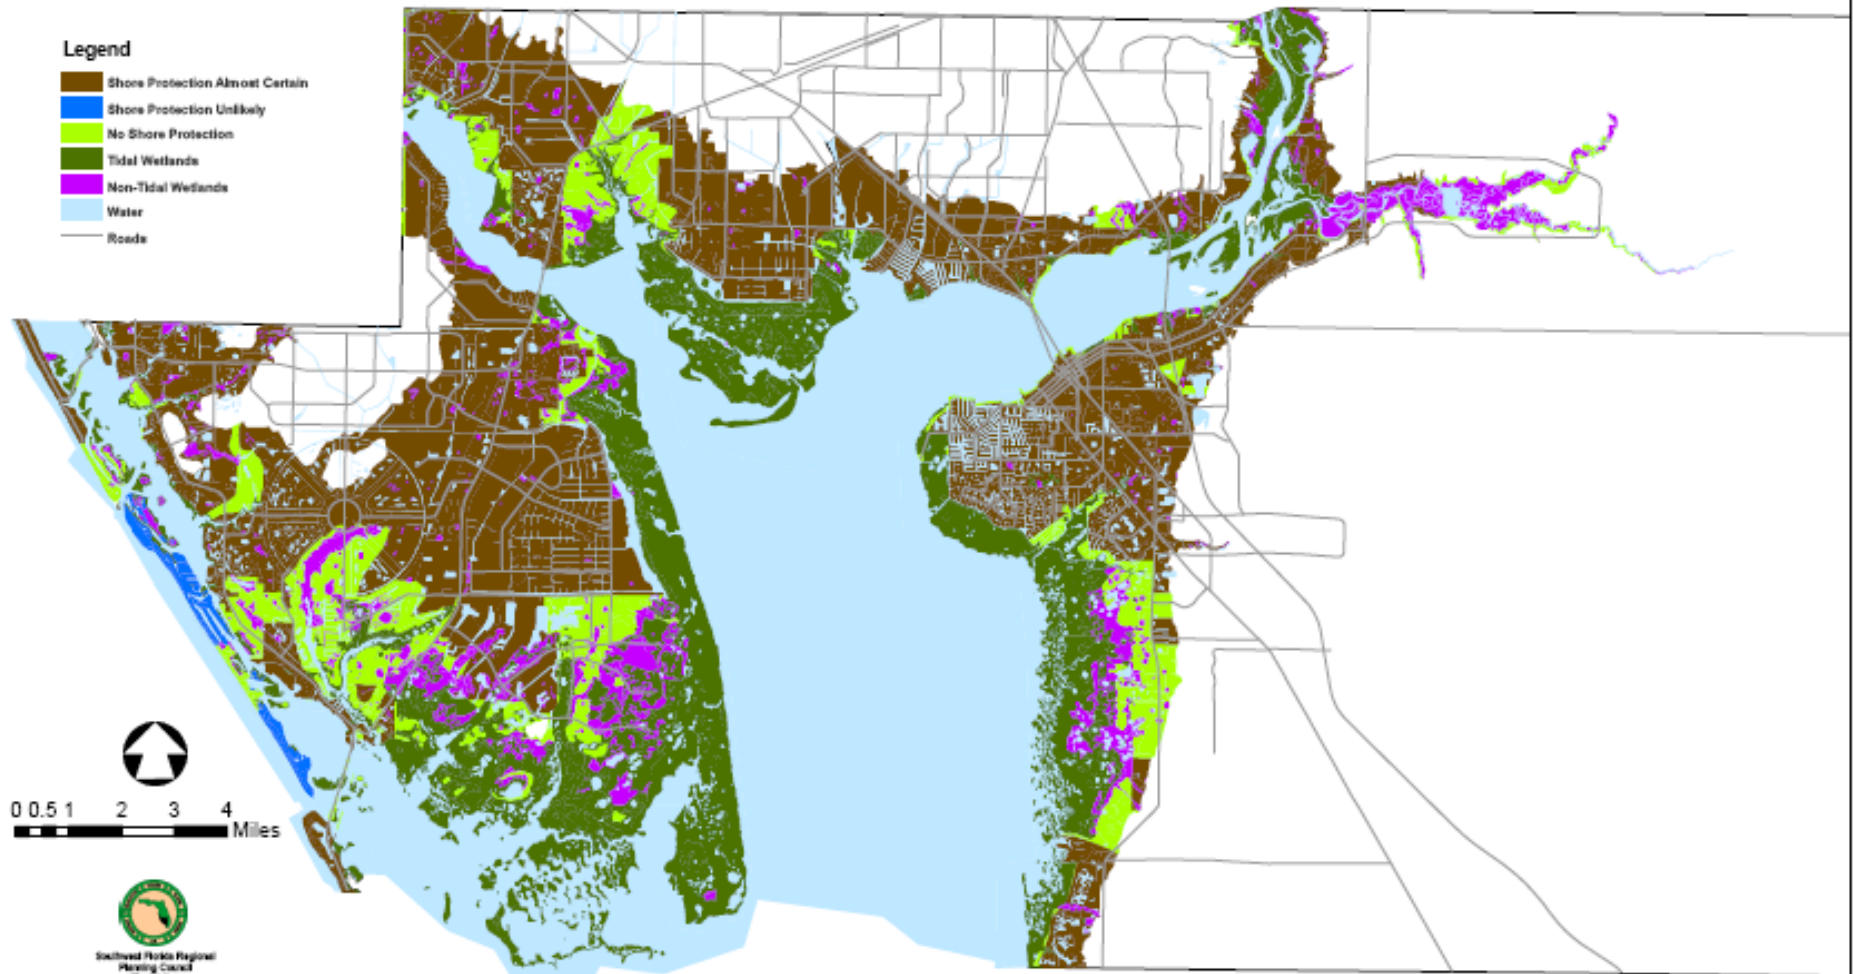 Legend
Shore Protection Almost Certain
Shore Protection Unlikely
No Shore Protection
Tidal Wetlands
Non-Tidal Wetlands
Water
Roads
0 0.5 1 2 3 4
Miles
Southwest Florida Regional
Planning Council